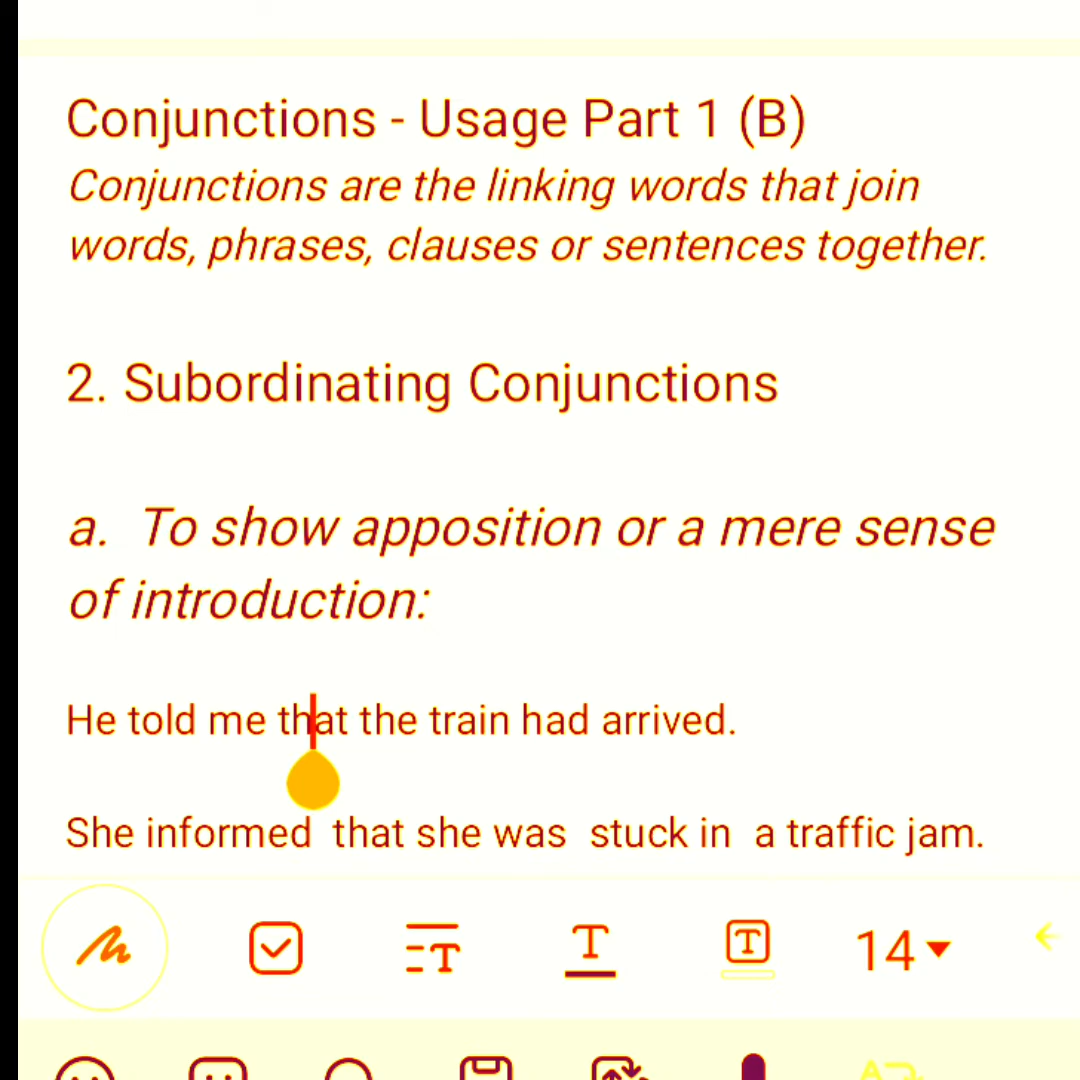 Conjunctions - Usage Part 1 (B)
Conjunctions are the linking words that join
words, phrases, clauses or sentences together.
2. Subordinating Conjunctions
a. To show apposition or a mere sense
of introduction:
He told me that the train had arrived.
She informed that she was stuck in a traffic jam.
T T T 14